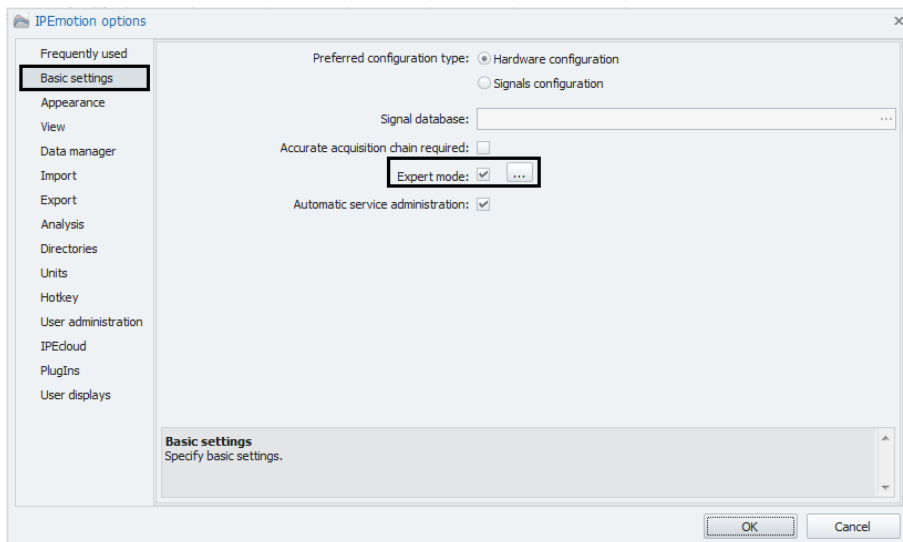 IPEmotion options
Frequently used
Basic settings
Appearance
View
Data manager
Import
Export
Analysis
Directories
Units
Hotkey
User administration
IPEcloud
PlugIns
User displays
Preferred configuration type: Hardware configuration
Signals configuration
Signal database: ...
Accurate acquisition chain required:
Expert mode: ...
Automatic service administration:
Basic settings
Specify basic settings.
OK Cancel